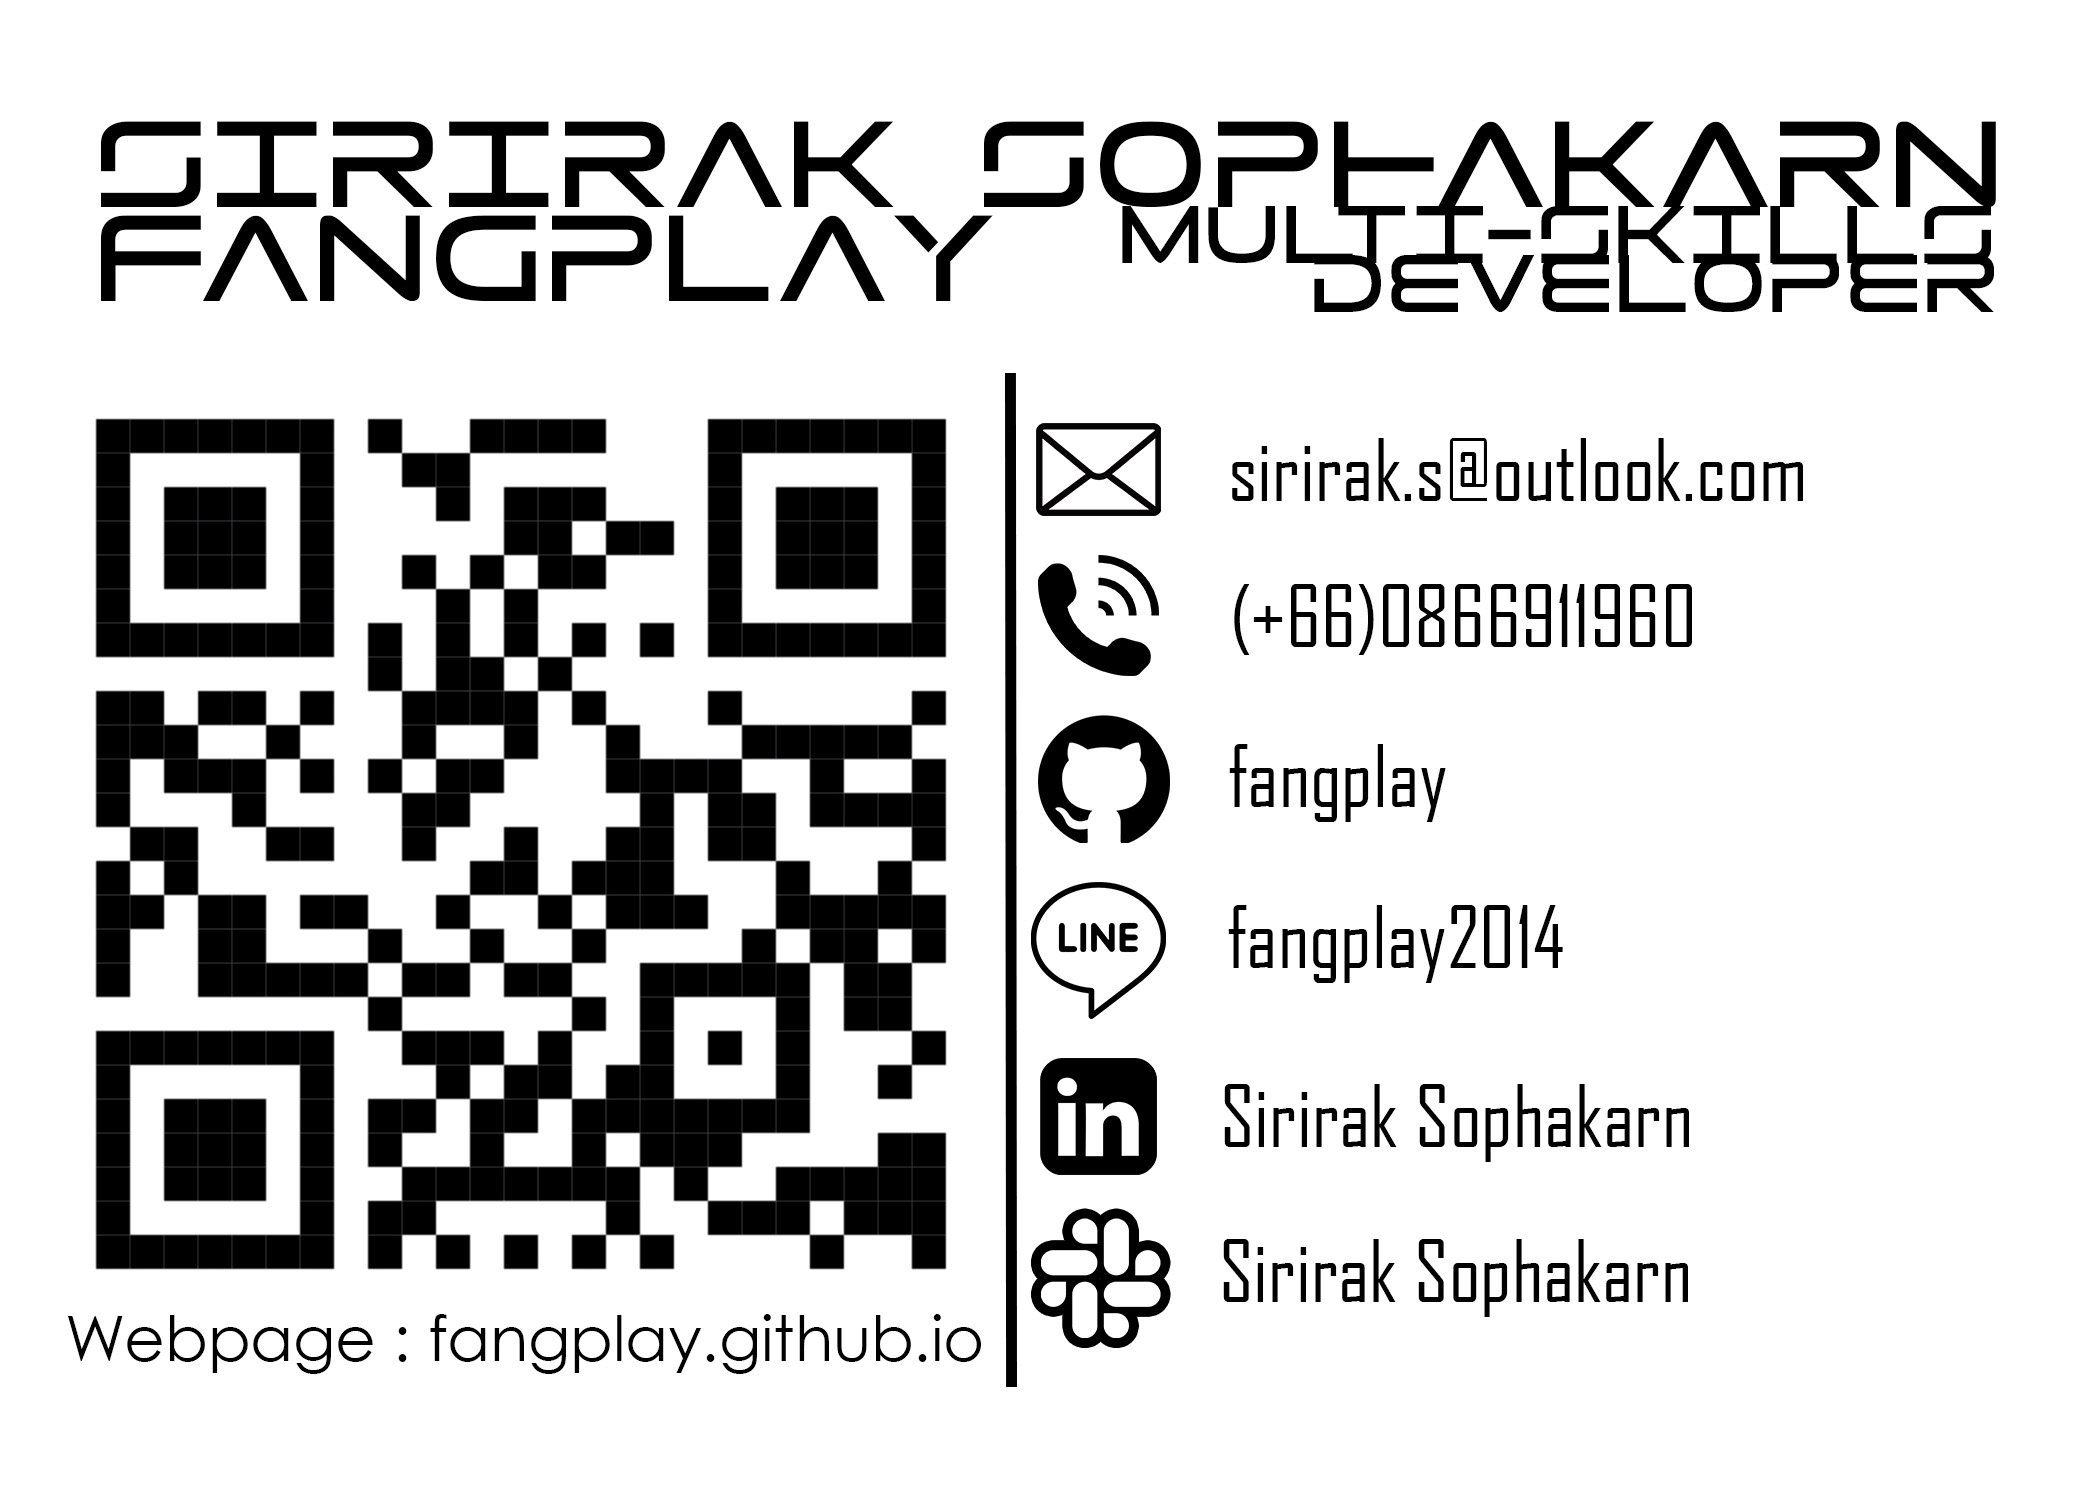 SIRIRAK SOPHAKARN
FANGPLAY
MULTI-SKILLS
DEVELOPER
sirirak.s@outlook.com
(+66)0866911960
fangplay
LINE
fangplay2014
in
Sirirak Sophakarn
Sirirak Sophakarn
Webpage : fangplay.github.io